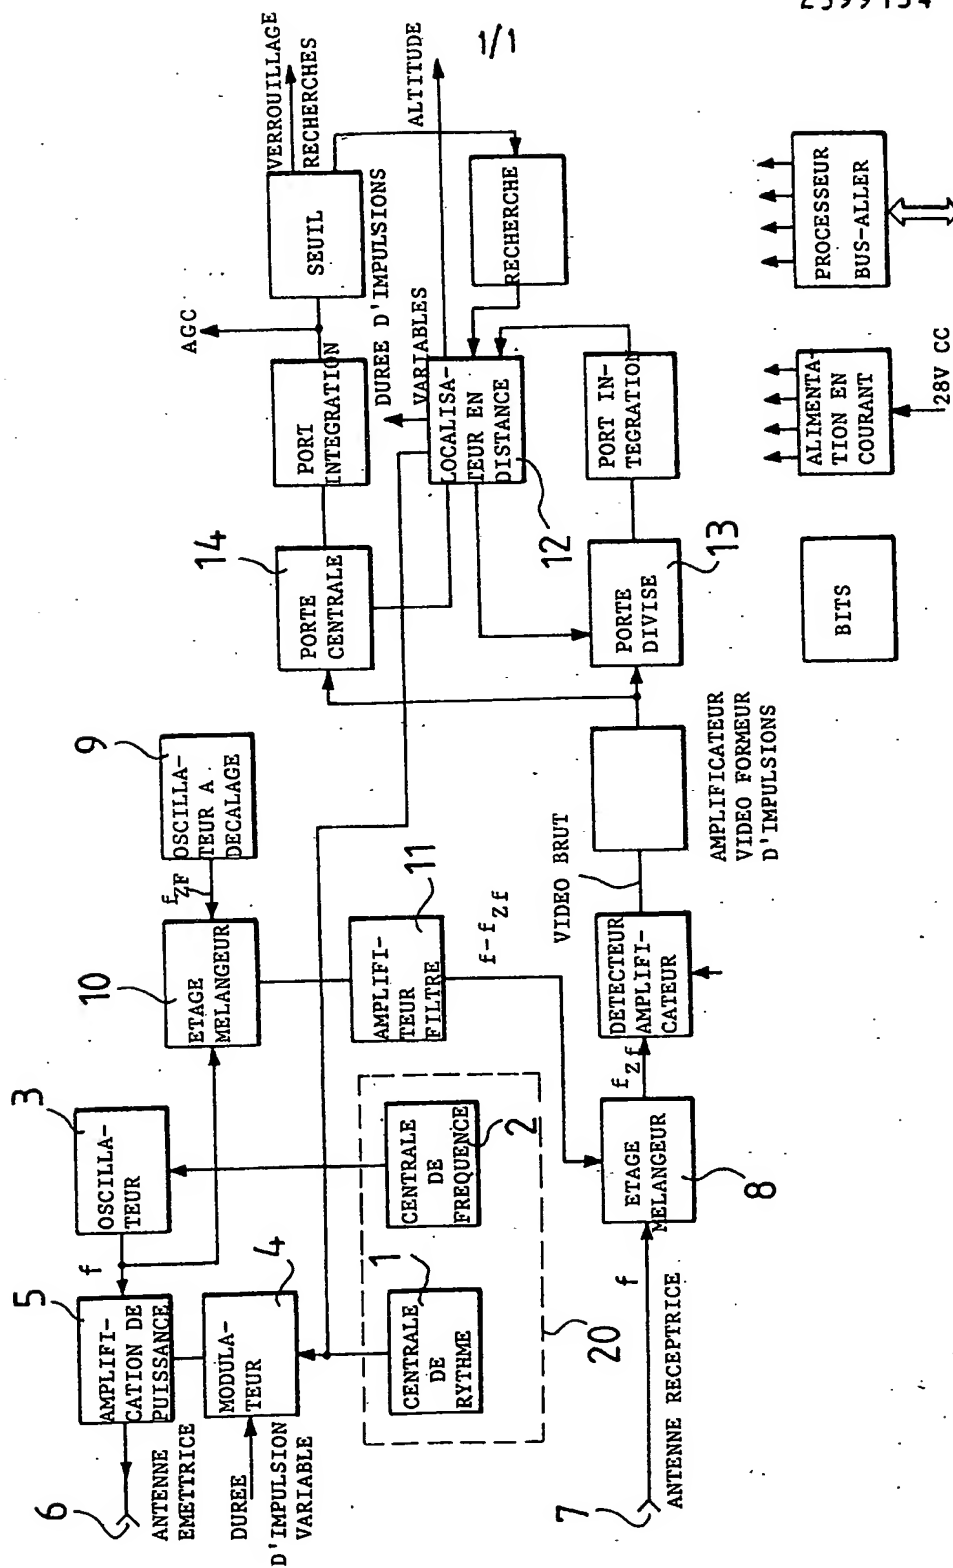 1/1
6
ANTENNE
EMETTRICE
5
AMPLIFI-
CATION DE
PUISSANCE
f
3
OSCILLA-
TEUR
10
ETAGE
MELANGEUR
fZF
9
OSCILLA-
TEUR A
DECALAGE
DUREE
D'IMPULSION
VARIABLE
MODULA-
TEUR
4
CENTRALE
DE
RYTHME
1
CENTRALE
DE
FREQUENCE
2
20
AMPLIFI-
TEUR
FILTRE
11
f-fzf
14
PORTE
CENTRALE
PORT
INTEGRATION
AGC
SEUIL
VERROUILLAGE
RECHERCHES
DUREE D'IMPULSIONS
VARIABLES
LOCALISA-
TEUR EN
DISTANCE
12
ALTITUDE
RECHERCHE
7
ANTENNE RECEPTRICE
f
ETAGE
MELANGEUR
8
fzf
DETECTEUR
AMPLIFI-
CATEUR
VIDEO BRUT
AMPLIFICATEUR
VIDEO FORMEUR
D'IMPULSIONS
PORTE
DIVISE
13
PORT IN-
TEGRATION
BITS
ALIMENTA-
TION EN
COURANT
28V CC
PROCESSEUR
BUS-ALLER